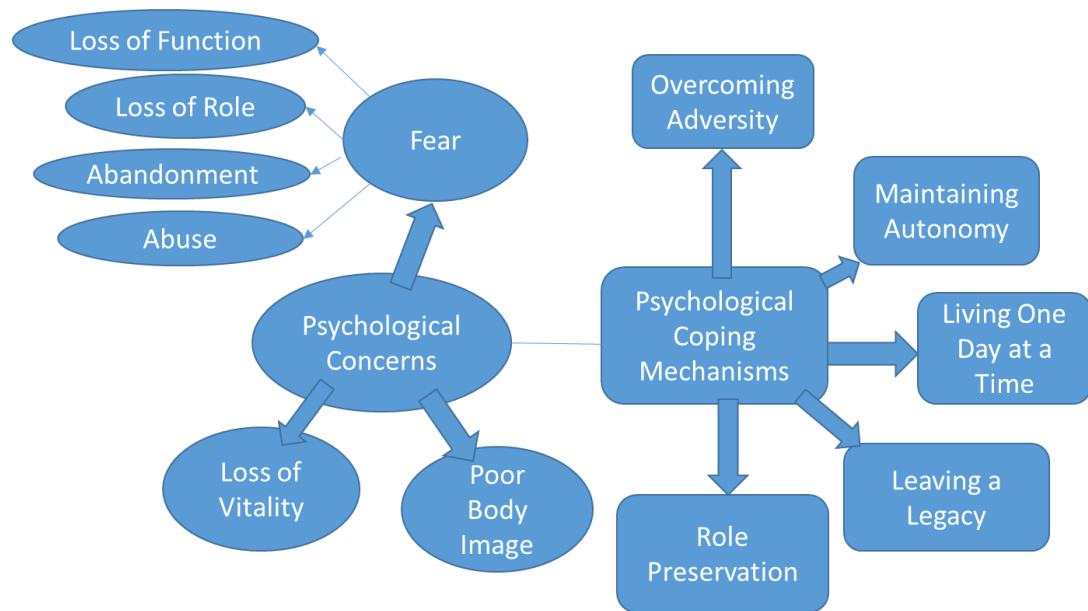 Loss of Function
Loss of Role
Abandonment
Abuse
Fear
Psychological
Concerns
Loss of
Vitality
Poor
Body
Image
Overcoming
Adversity
Maintaining
Autonomy
Psychological
Coping
Mechanisms
Living One
Day at a
Time
Leaving a
Legacy
Role
Preservation